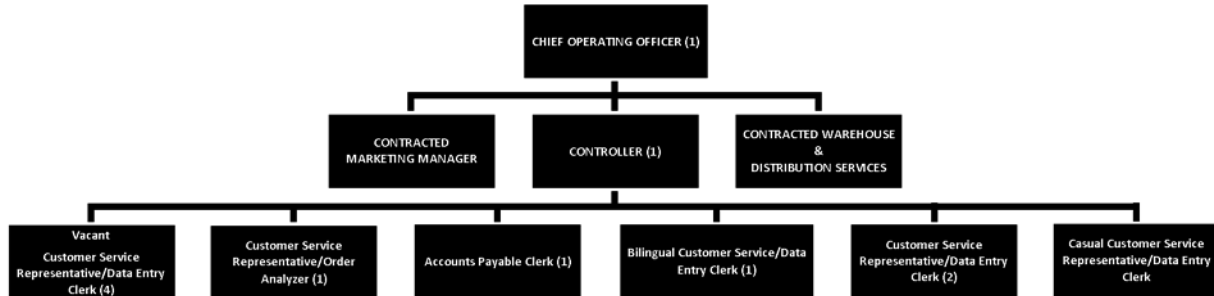 CHIEF OPERATING OFFICER (1)
CONTRACTED
MARKETING MANAGER
CONTROLLER (1)
CONTRACTED WAREHOUSE
&
DISTRIBUTION SERVICES
Vacant
Customer Service
Representative/Data Entry
Clerk (4)
Customer Service
Representative/Order
Analyzer (1)
Accounts Payable Clerk (1)
Bilingual Customer Service/Data
Entry Clerk (1)
Customer Service
Representative/Data Entry
Clerk (2)
Casual Customer Service
Representative/Data Entry
Clerk